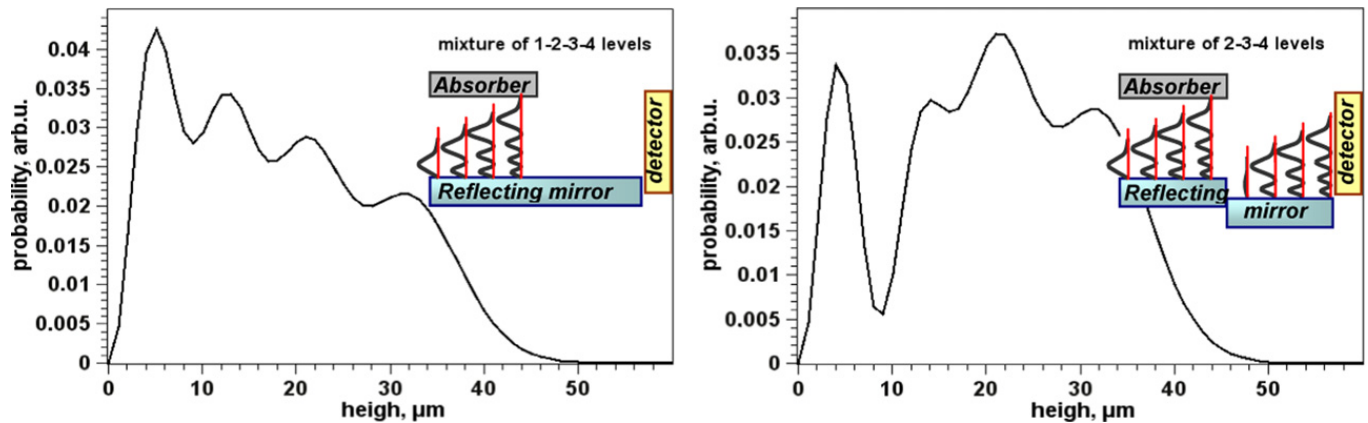 mixture of 1-2-3-4 levels
Absorber
detector
Reflecting mirror
probability, arb.u.
0.04
0.035
0.03
0.025
0.02
0.015
0.01
0.005
0
0 10 20 30 40 50
heigh, µm
mixture of 2-3-4 levels
Absorber
detector
Reflecting
mirror
probability, arb.u.
0.035
0.03
0.025
0.02
0.015
0.01
0.005
0
0 10 20 30 40 50
heigh, µm